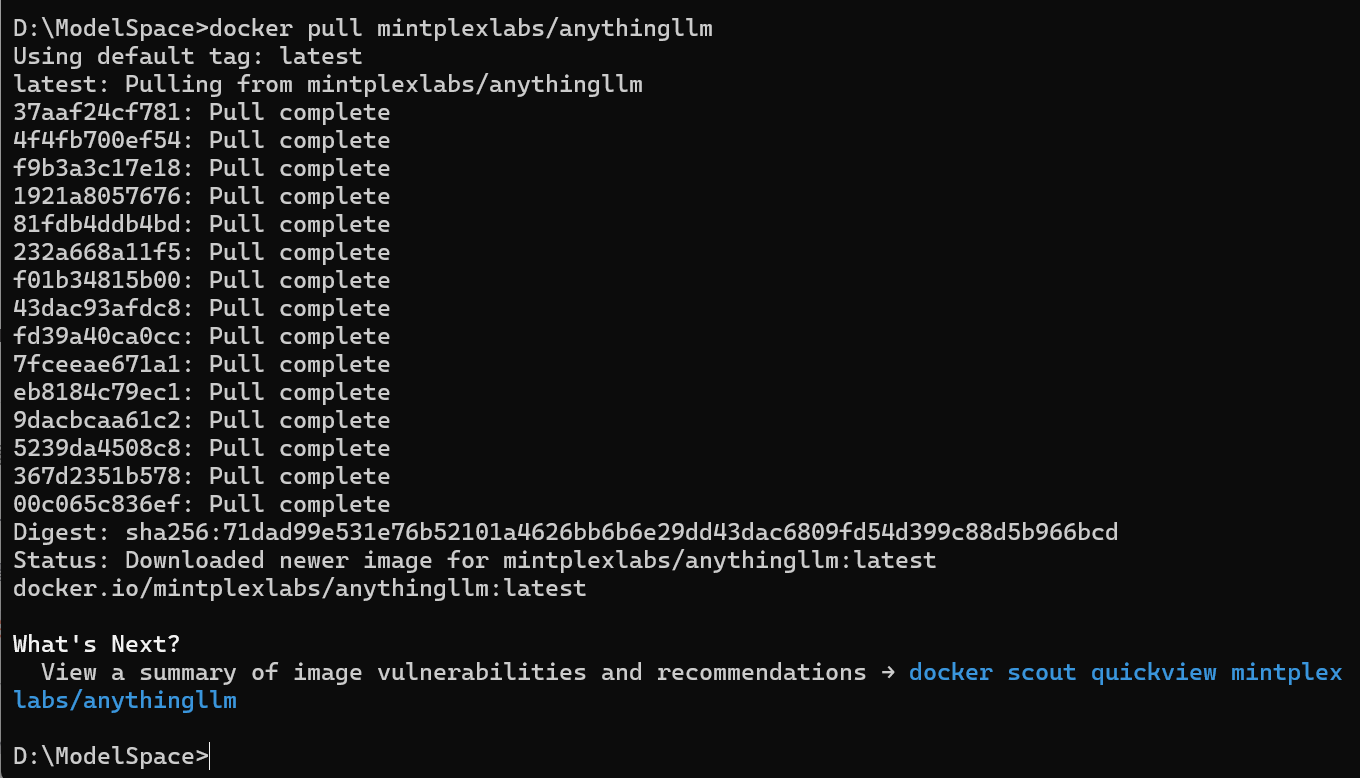 D:\ModelSpace>docker pull mintplexlabs/anythingllm
Using default tag: latest
latest: Pulling from mintplexlabs/anythingllm
37aaf24cf781: Pull complete
4f4fb700ef54: Pull complete
f9b3a3c17e18: Pull complete
1921a8057676: Pull complete
81fdb4ddb4bd: Pull complete
232a668a11f5: Pull complete
f01b34815b00: Pull complete
43dac93afdc8: Pull complete
fd39a40ca0cc: Pull complete
7fceeae671a1: Pull complete
eb8184c79ec1: Pull complete
9dacbcaa61c2: Pull complete
5239da4508c8: Pull complete
367d2351b578: Pull complete
00c065c836ef: Pull complete
Digest: sha256:71dad99e531e76b52101a4626bb6b6e29dd43dac6809fd54d399c88d5b966bcd
Status: Downloaded newer image for mintplexlabs/anythingllm:latest
docker.io/mintplexlabs/anythingllm:latest
What's Next?
  View a summary of image vulnerabilities and recommendations → docker scout quickview mintplex
labs/anythingllm
D:\ModelSpace>